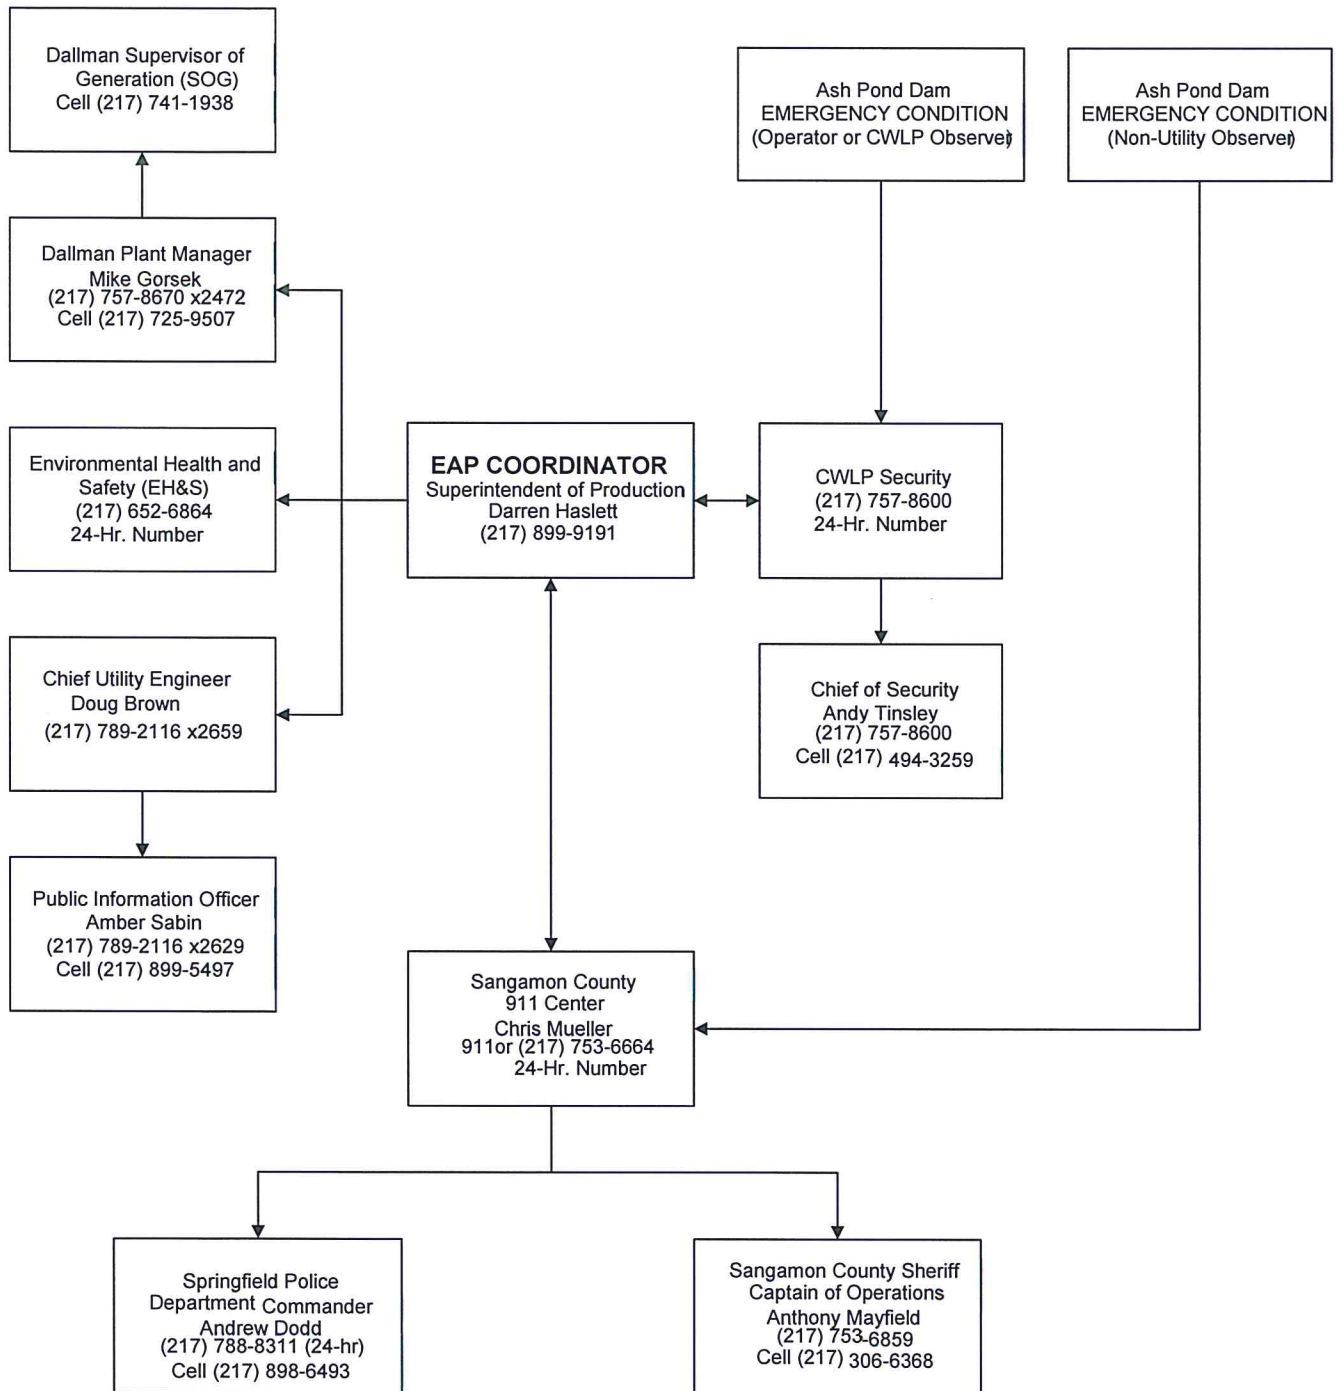 Dallman Supervisor of
Generation (SOG)
Cell (217) 741-1938
Ash Pond Dam
EMERGENCY CONDITION
(Operator or CWLP Observer)
Ash Pond Dam
EMERGENCY CONDITION
(Non-Utility Observer)
Dallman Plant Manager
Mike Gorsek
(217) 757-8670 x2472
Cell (217) 725-9507
Environmental Health and
Safety (EH&S)
(217) 652-6864
24-Hr. Number
EAP COORDINATOR
Superintendent of Production
Darren Haslett
(217) 899-9191
CWLP Security
(217) 757-8600
24-Hr. Number
Chief Utility Engineer
Doug Brown
(217) 789-2116 x2659
Chief of Security
Andy Tinsley
(217) 757-8600
Cell (217) 494-3259
Public Information Officer
Amber Sabin
(217) 789-2116 x2629
Cell (217) 899-5497
Sangamon County
911 Center
Chris Mueller
911or (217) 753-6664
24-Hr. Number
Springfield Police
Department Commander
Andrew Dodd
(217) 788-8311 (24-hr)
Cell (217) 898-6493
Sangamon County Sheriff
Captain of Operations
Anthony Mayfield
(217) 753-6859
Cell (217) 306-6368